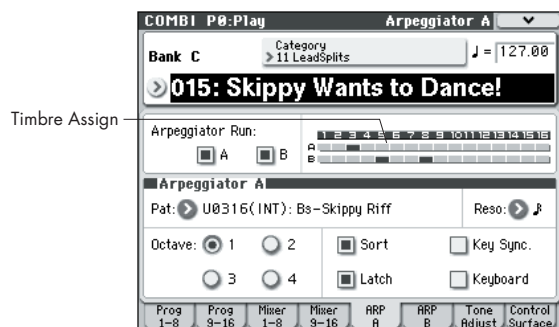 COMBI P0:Play Arpeggiator A
Bank C
Category
11 LeadSplits
♩ = 127.00
015: Skippy Wants to Dance!
Timbre Assign
Arpeggiator Run:
A B
1 2 3 4 5 6 7 8 9 10 11 12 13 14 15 16
A
B
Arpeggiator A
Pat: U0316(INT): Bs-Skippy Riff Reso: ♪
Octave: 1 2 Sort Key Sync.
3 4 Latch Keyboard
Prog 1-8 Prog 9-16 Mixer 1-8 Mixer 9-16 ARP A ARP B Tone Adjust Control Surface